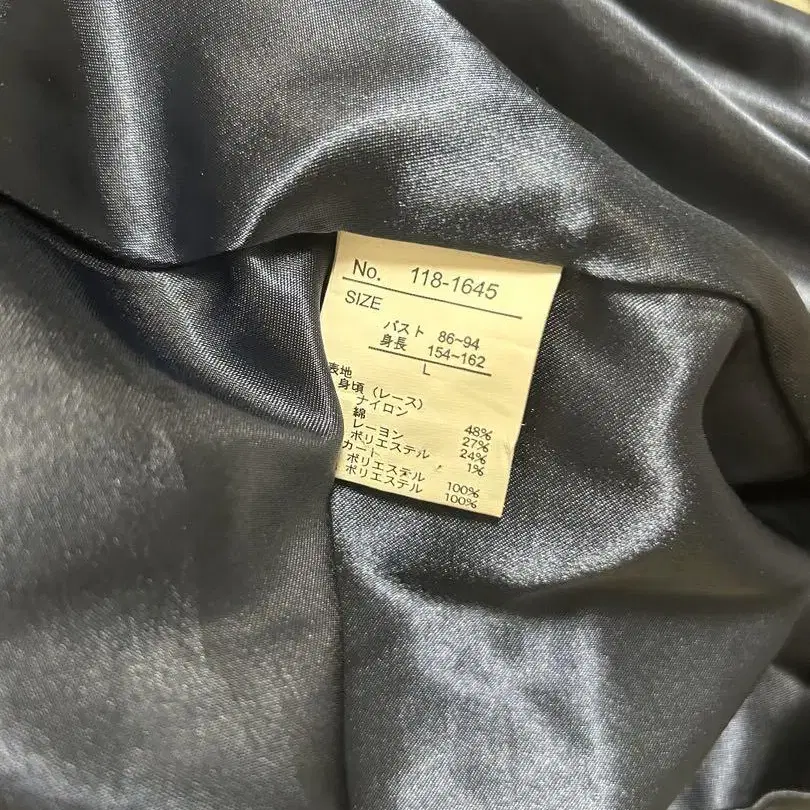 No. 118-1645
SIZE
バスト 86~94
身長 154~162
L
表地
身頃（レース）
ナイロン 48%
綿 27%
レーヨン 24%
ポリエステル 1%
カート
ポリエステル 100%
ポリエステル 100%